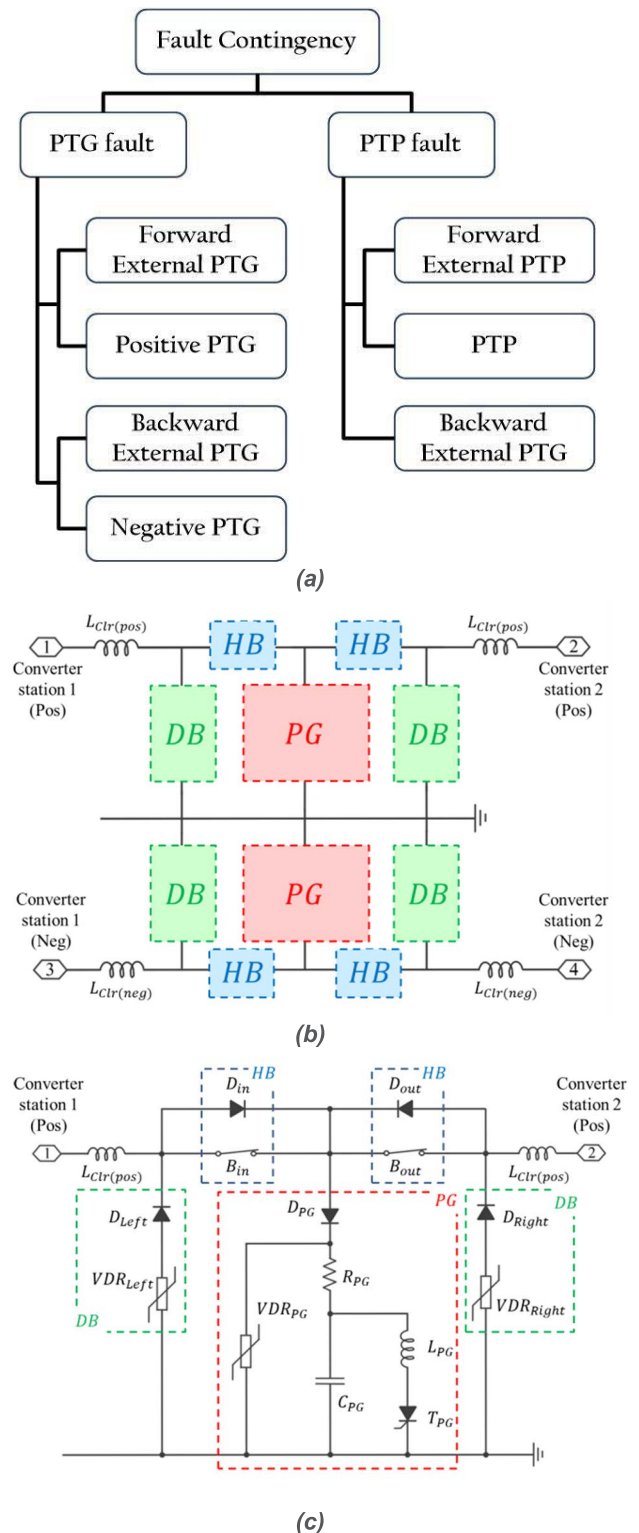 Fault Contingency
PTG fault
PTP fault
Forward
External PTG
Forward
External PTP
Positive PTG
PTP
Backward
External PTG
Backward
External PTG
Negative PTG
(a)
L_Clr(pos)
HB
HB
L_Clr(pos)
1
2
Converter
station 1
(Pos)
Converter
station 2
(Pos)
DB
PG
DB
DB
PG
DB
Converter
station 1
(Neg)
Converter
station 2
(Neg)
3
4
L_Clr(neg)
HB
HB
L_Clr(neg)
(b)
Converter
station 1
(Pos)
HB
D_in
HB
D_out
Converter
station 2
(Pos)
1
2
L_Clr(pos)
B_in
B_out
L_Clr(pos)
D_Left
D_PG
PG
D_Right
DB
R_PG
VDR_Left
VDR_PG
VDR_Right
DB
L_PG
C_PG
T_PG
(c)